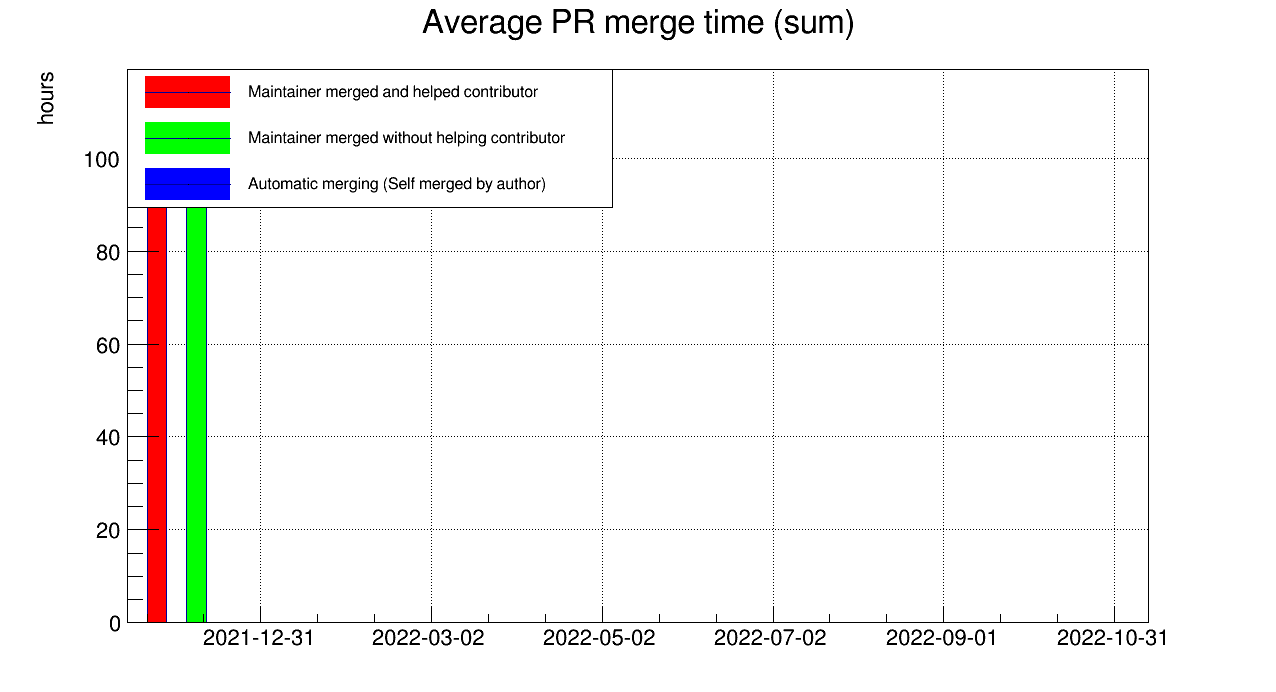 Average PR merge time (sum)
hours
Maintainer merged and helped contributor
Maintainer merged without helping contributor
Automatic merging (Self merged by author)
100
80
60
40
20
0
2021-12-31 2022-03-02 2022-05-02 2022-07-02 2022-09-01 2022-10-31